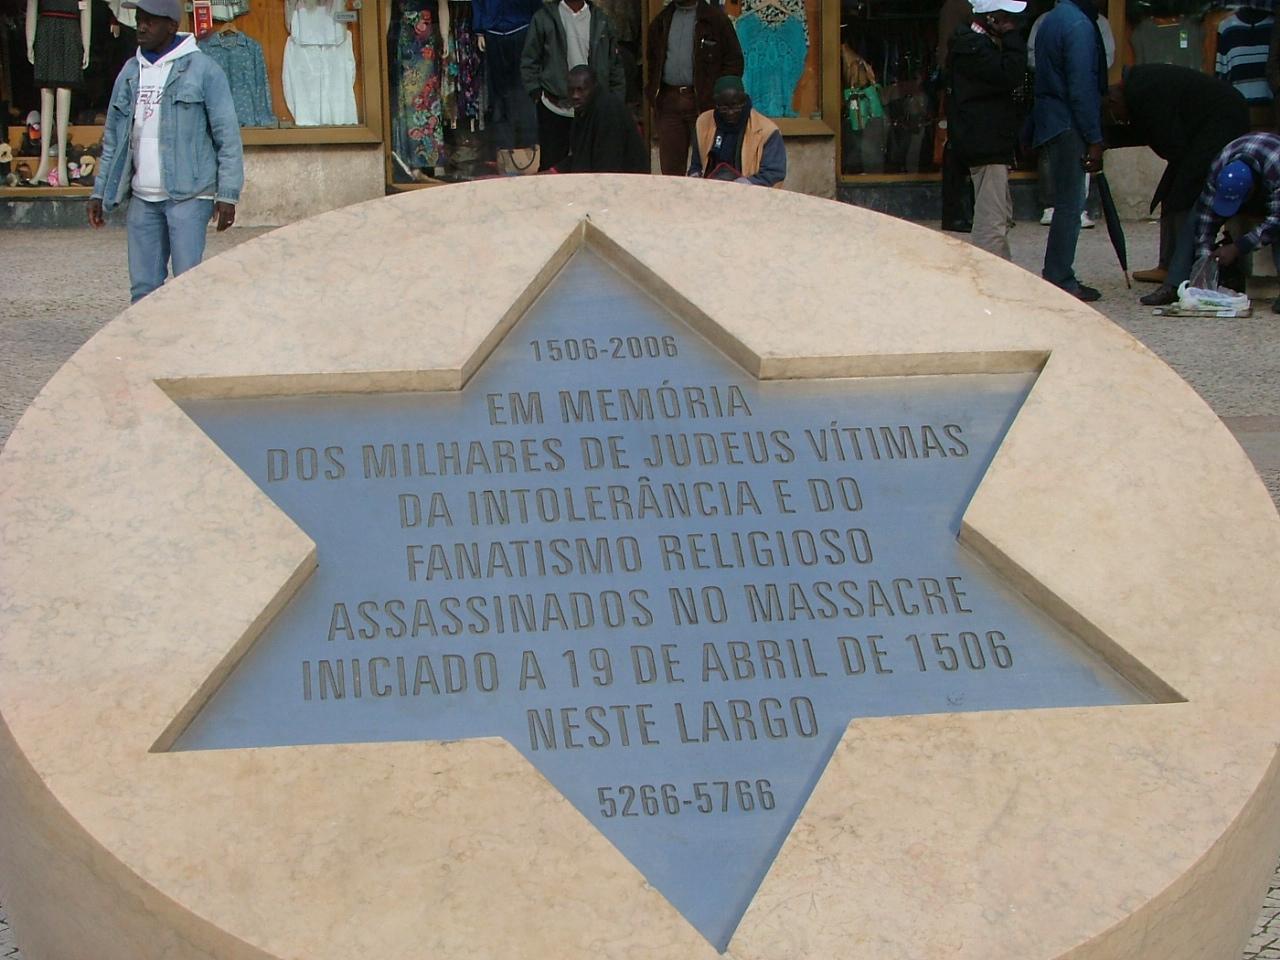 1506-2006
EM MEMÓRIA
DOS MILHARES DE JUDEUS VÍTIMAS
DA INTOLERÂNCIA E DO
FANATISMO RELIGIOSO
ASSASSINADOS NO MASSACRE
INICIADO A 19 DE ABRIL DE 1506
NESTE LARGO
5266-5766